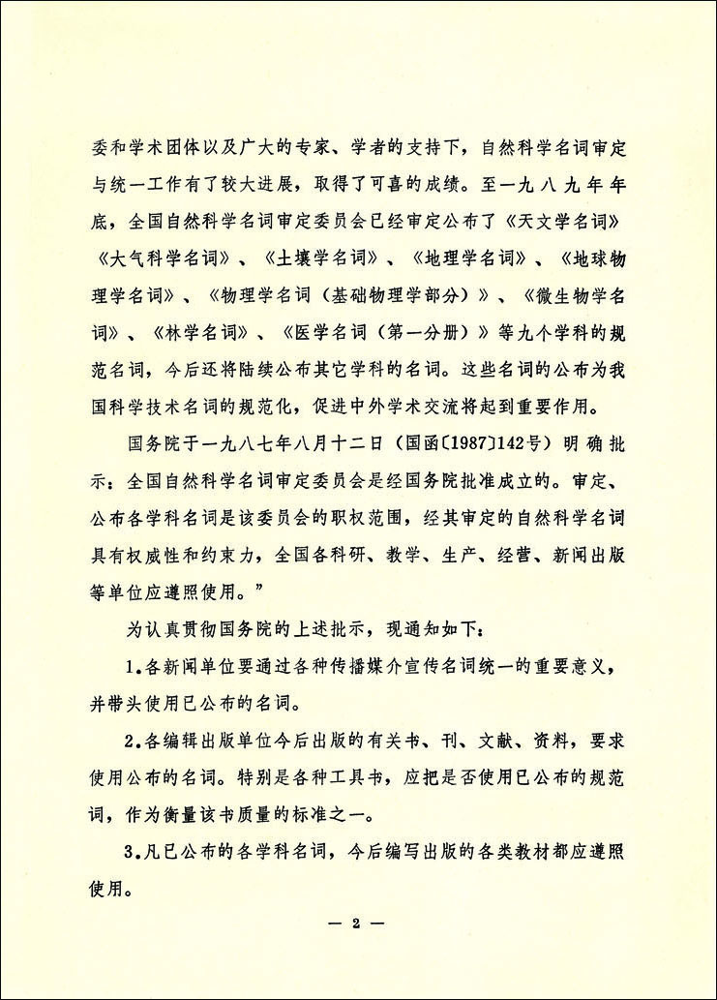 委和学术团体以及广大的专家、学者的支持下，自然科学名词审定
与统一工作有了较大进展，取得了可喜的成绩。至一九八九年年
底，全国自然科学名词审定委员会已经审定公布了《天文学名词》
《大气科学名词》、《土壤学名词》、《地理学名词》、《地球物
理学名词》、《物理学名词（基础物理学部分）》、《微生物学名
词》、《林学名词》、《医学名词（第一分册）》等九个学科的规
范名词，今后还将陆续公布其它学科的名词。这些名词的公布为我
国科学技术名词的规范化，促进中外学术交流将起到重要作用。
国务院于一九八七年八月十二日（国函〔1987〕142号）明确批
示：全国自然科学名词审定委员会是经国务院批准成立的。审定、
公布各学科名词是该委员会的职权范围，经其审定的自然科学名词
具有权威性和约束力，全国各科研、教学、生产、经营、新闻出版
等单位应遵照使用。”
为认真贯彻国务院的上述批示，现通知如下：
1.各新闻单位要通过各种传播媒介宣传名词统一的重要意义，
并带头使用已公布的名词。
2.各编辑出版单位今后出版的有关书、刊、文献、资料，要求
使用公布的名词。特别是各种工具书，应把是否使用已公布的规范
词，作为衡量该书质量的标准之一。
3.凡已公布的各学科名词，今后编写出版的各类教材都应遵照
使用。
— 2 —